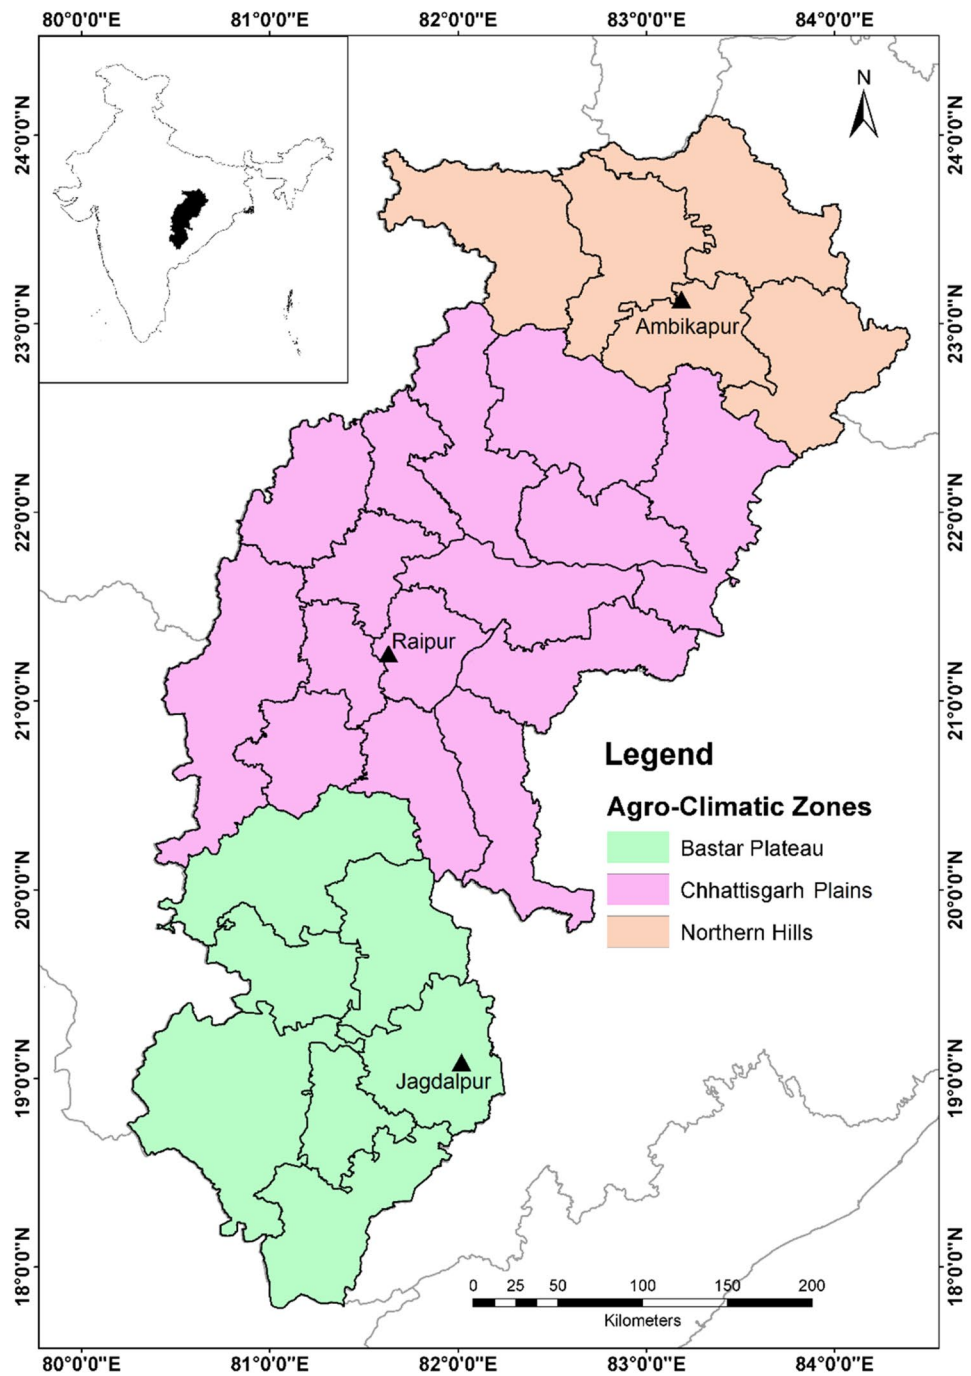 80°0'0"E 81°0'0"E 82°0'0"E 83°0'0"E 84°0'0"E
24°0'0"N
23°0'0"N
22°0'0"N
21°0'0"N
20°0'0"N
19°0'0"N
18°0'0"N
N
Ambikapur
Raipur
Jagdalpur
Legend
Agro-Climatic Zones
Bastar Plateau
Chhattisgarh Plains
Northern Hills
0 25 50 100 150 200
Kilometers
24°0'0"N
23°0'0"N
22°0'0"N
21°0'0"N
20°0'0"N
19°0'0"N
18°0'0"N
80°0'0"E 81°0'0"E 82°0'0"E 83°0'0"E 84°0'0"E